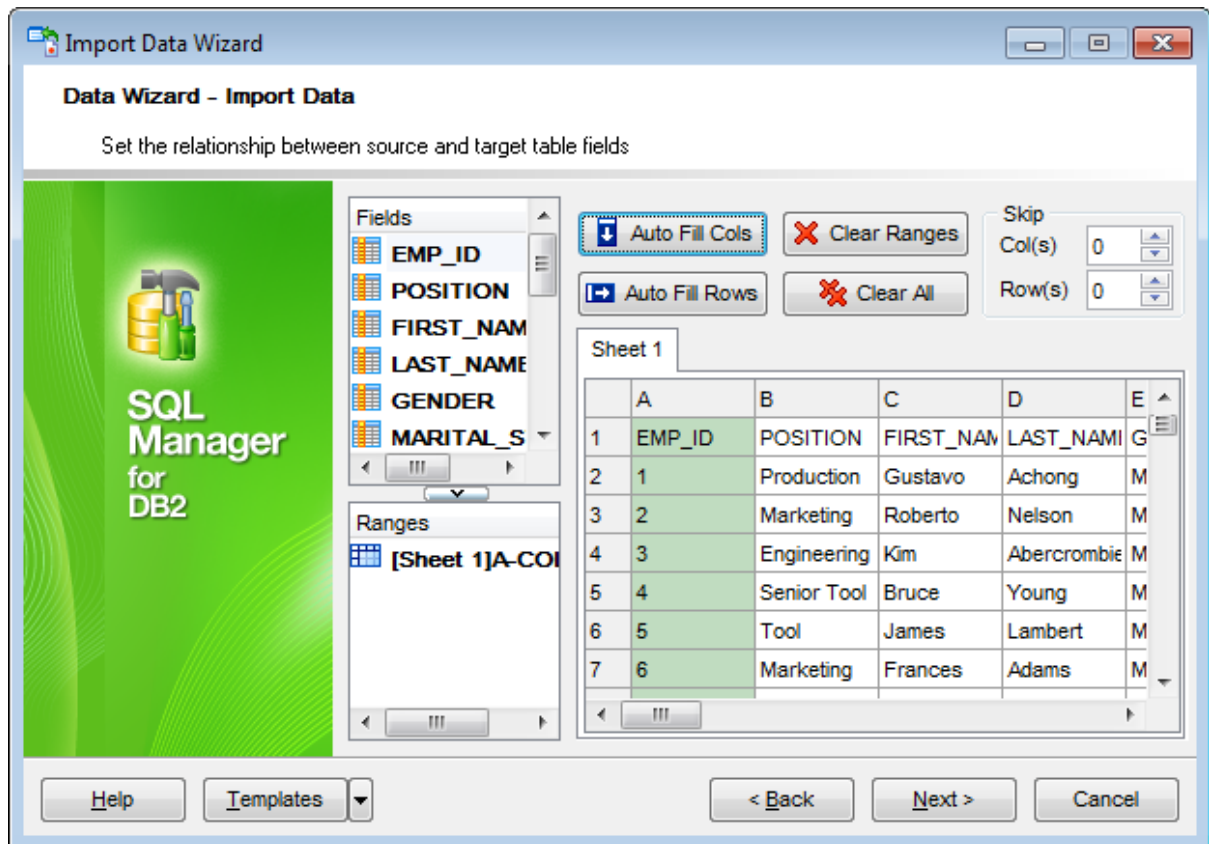 Import Data Wizard
Data Wizard - Import Data
Set the relationship between source and target table fields
SQL
Manager
for
DB2
Fields
EMP_ID
POSITION
FIRST_NAM
LAST_NAME
GENDER
MARITAL_S
Ranges
[Sheet 1]A-COL
Auto Fill Cols
Clear Ranges
Auto Fill Rows
Clear All
Skip
Col(s) 0
Row(s) 0
Sheet 1
A B C D E
1 EMP_ID POSITION FIRST_NAM LAST_NAMI G
2 1 Production Gustavo Achong M
3 2 Marketing Roberto Nelson M
4 3 Engineering Kim Abercrombie M
5 4 Senior Tool Bruce Young M
6 5 Tool James Lambert M
7 6 Marketing Frances Adams M
Help Templates < Back Next > Cancel